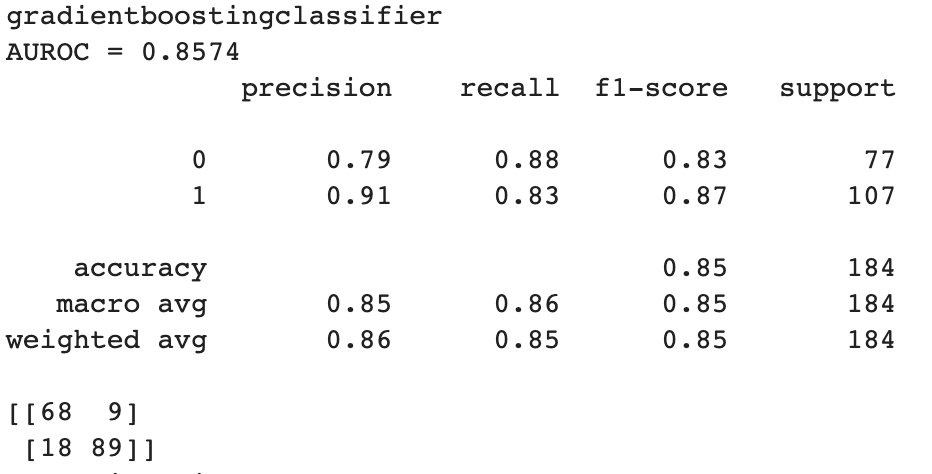 gradientboostingclassifier
AUROC = 0.8574
precision recall f1-score support
0 0.79 0.88 0.83 77
1 0.91 0.83 0.87 107
accuracy 0.85 184
macro avg 0.85 0.86 0.85 184
weighted avg 0.86 0.85 0.85 184
[[68 9]
[18 89]]